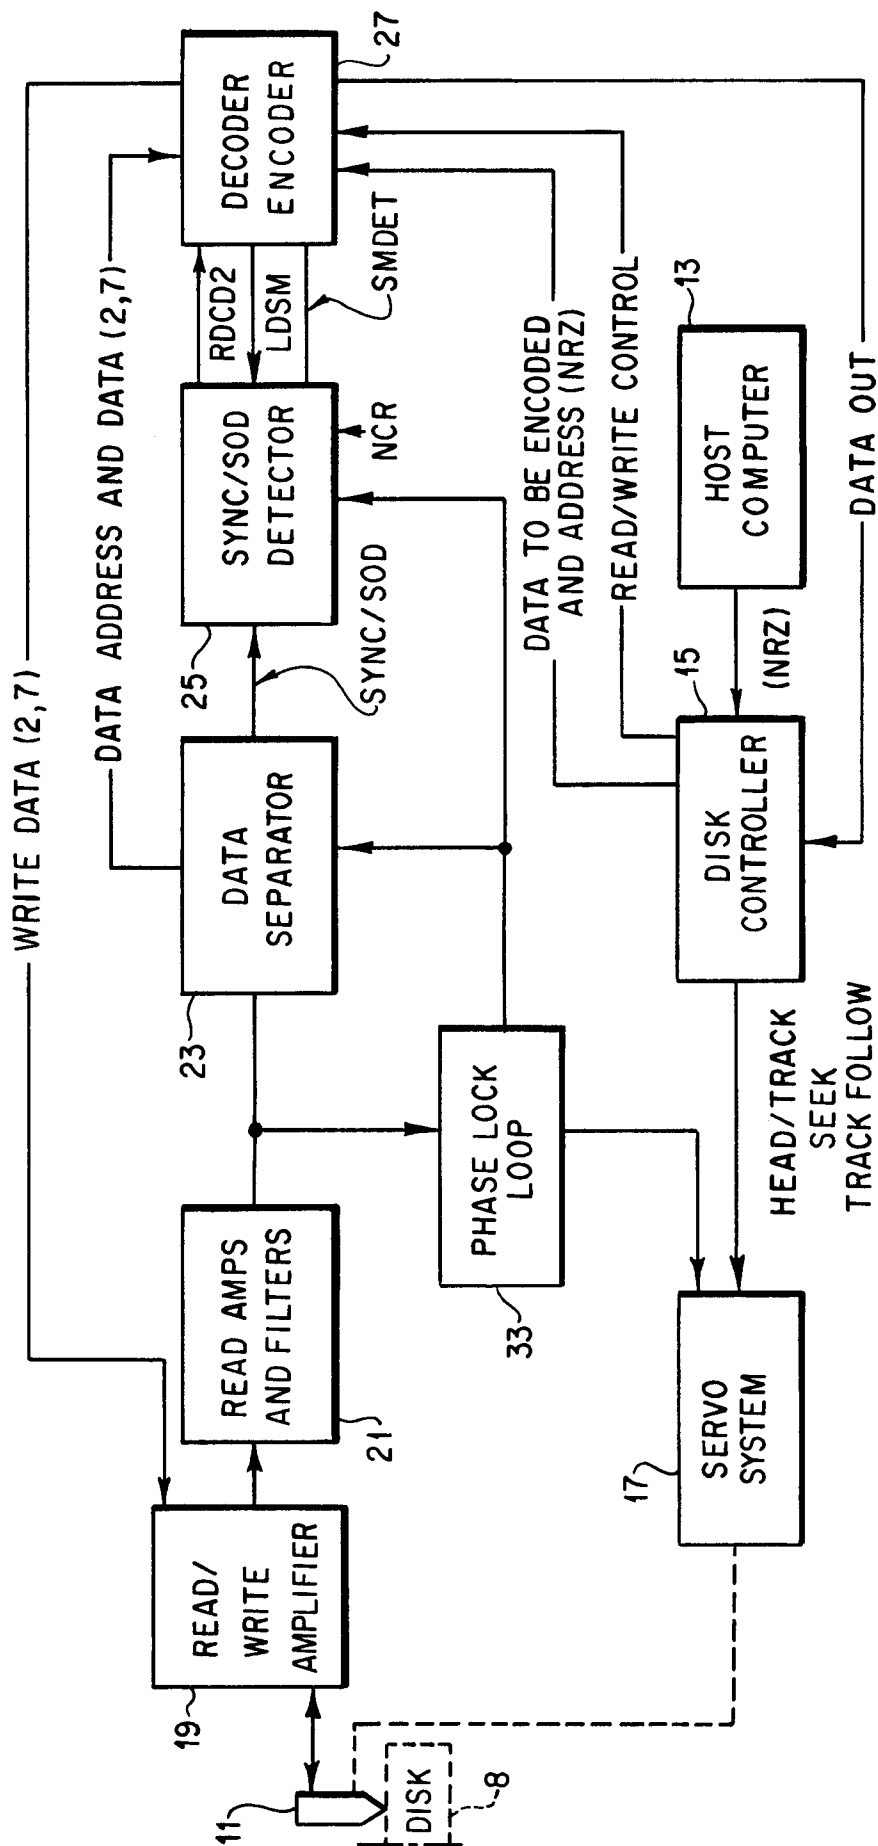 WRITE DATA (2,7)
DATA ADDRESS AND DATA (2,7)
11
DISK
8
19
READ/
WRITE
AMPLIFIER
21
READ AMPS
AND FILTERS
23
DATA
SEPARATOR
SYNC/SOD
25
SYNC/SOD
DETECTOR
NCR
RDCD2
LDSM
SMDET
DECODER
ENCODER
27
33
PHASE LOCK
LOOP
DATA TO BE ENCODED
AND ADDRESS (NRZ)
READ/WRITE CONTROL
17
SERVO
SYSTEM
HEAD/TRACK
SEEK
TRACK FOLLOW
15
DISK
CONTROLLER
(NRZ)
13
HOST
COMPUTER
DATA OUT